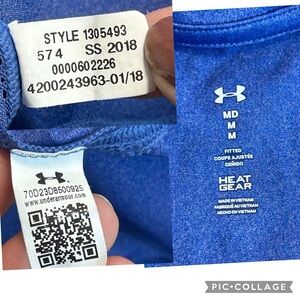 STYLE 1305493
574 SS 2018
0000602226
4200243963-01/18
70D23D8500926
www.underarmour.com
MD
M
M
FITTED
COUPE AJUSTÉE
CEÑIDO
HEAT
GEAR
MADE IN VIETNAM
FABRIQUÉ AU VIETNAM
HECHO EN VIETNAM
PIC•COLLAGE